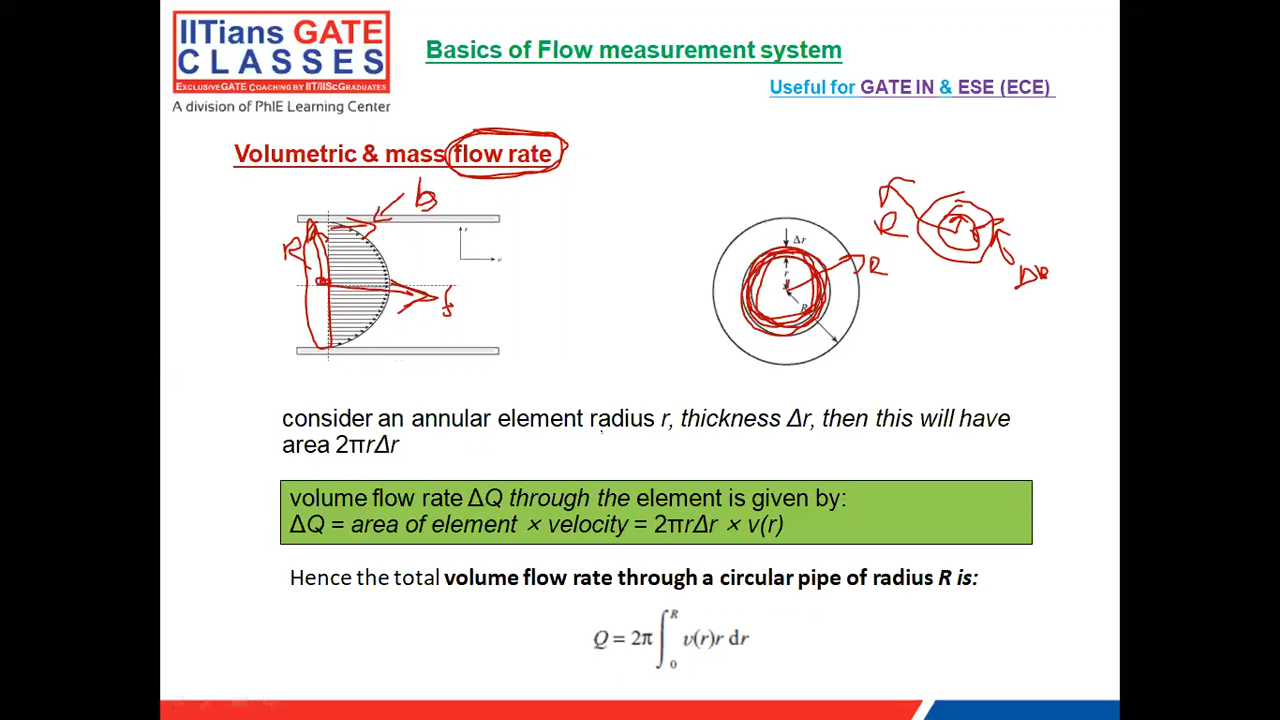 IITians GATE
CLASSES
EXCLUSIVE GATE COACHING BY IIT/IISC GRADUATES
A division of PhIE Learning Center
Basics of Flow measurement system
Useful for GATE IN & ESE (ECE)
Volumetric & mass flow rate
R
r
Δr
r
R
R
R
consider an annular element radius r, thickness Δr, then this will have
area 2πrΔr
volume flow rate ΔQ through the element is given by:
ΔQ = area of element × velocity = 2πrΔr × v(r)
Hence the total volume flow rate through a circular pipe of radius R is:
Q = 2π ∫₀ᴿ v(r)r dr